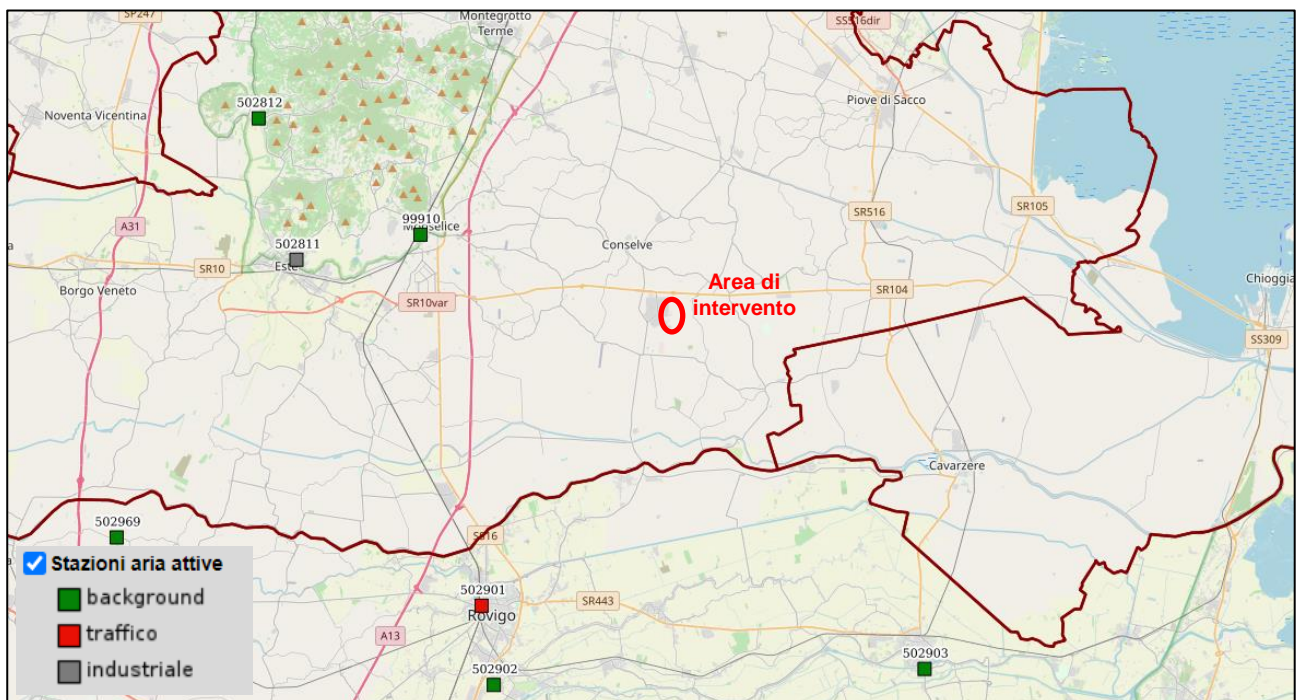 SP247
Montegrotto
Terme
SS516dir
502812
Noventa Vicentina
Piove di Sacco
A31
99910
Monselice
502811
Este
SR10
Borgo Veneto
SR10var
Conselve
Area di
intervento
SR516
SR105
SR104
Chioggia
SS309
Cavarzere
502969
SS16
Stazioni aria attive
background
traffico
industriale
502901
Rovigo
SR443
A13
502902
502903